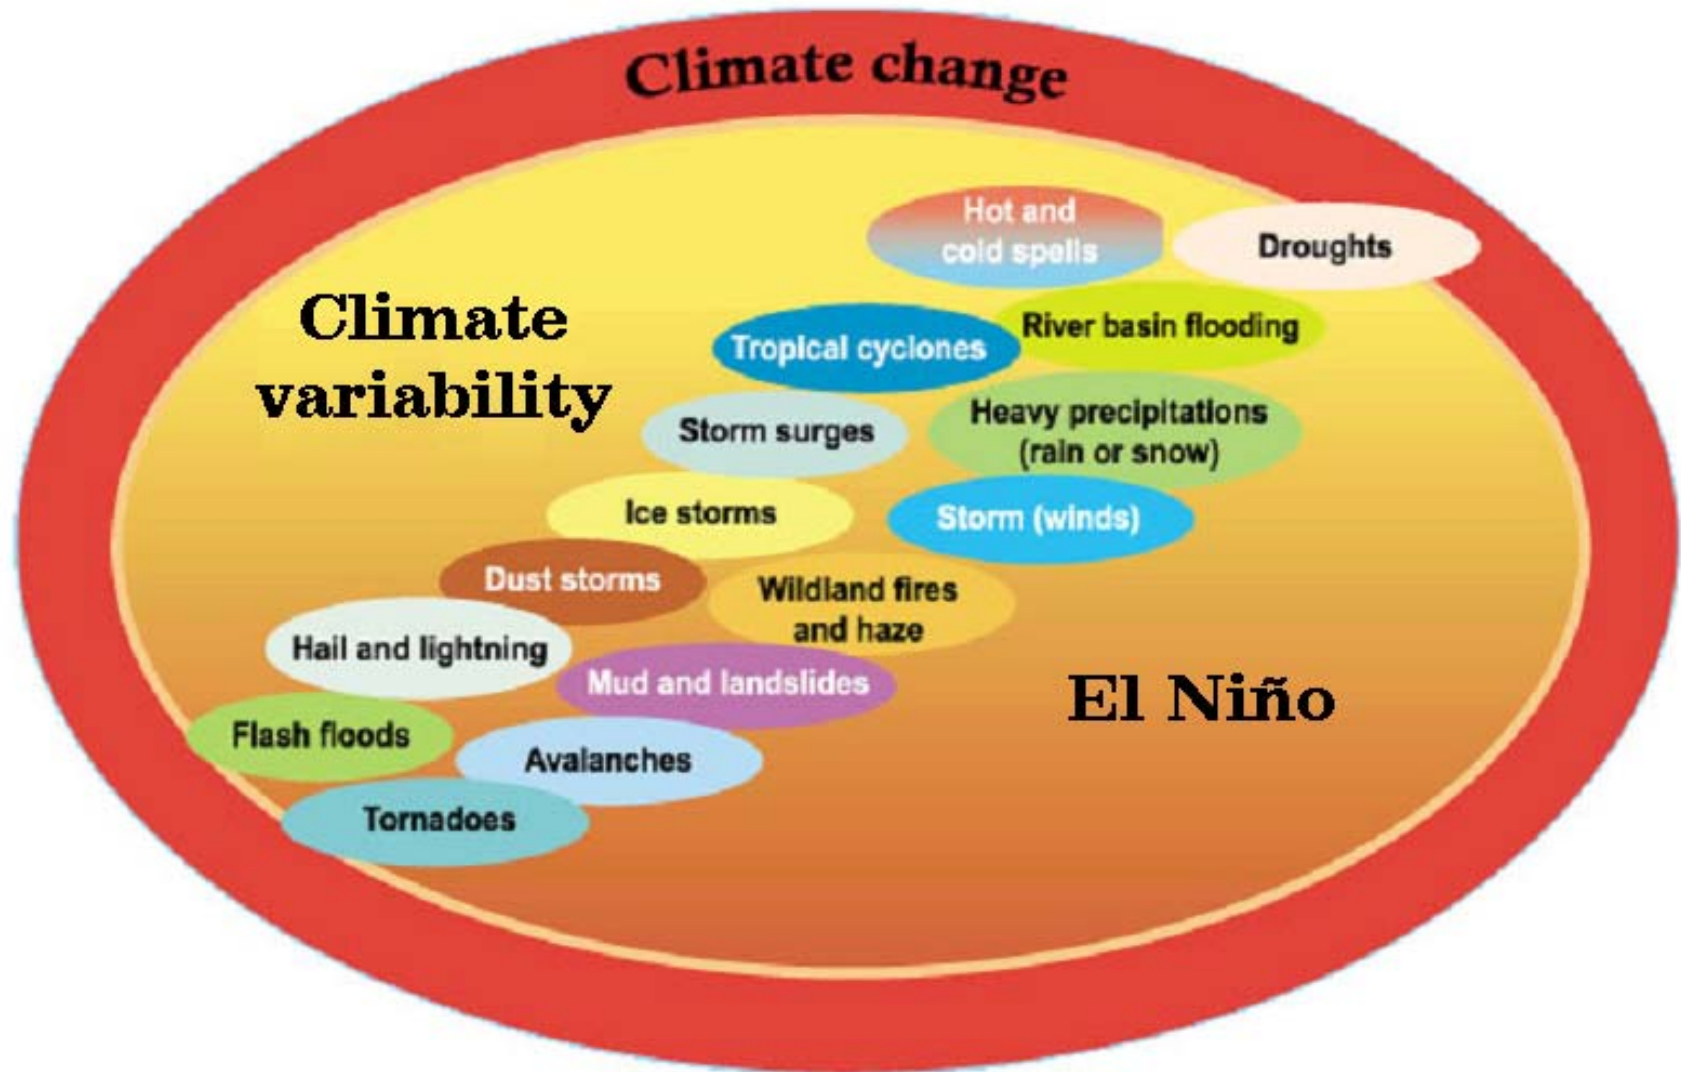 Climate change
Hot and
cold spells
Droughts
Climate
variability
Tropical cyclones
River basin flooding
Storm surges
Heavy precipitations
(rain or snow)
Ice storms
Storm (winds)
Dust storms
Wildland fires
and haze
Hail and lightning
Mud and landslides
El Niño
Flash floods
Avalanches
Tornadoes